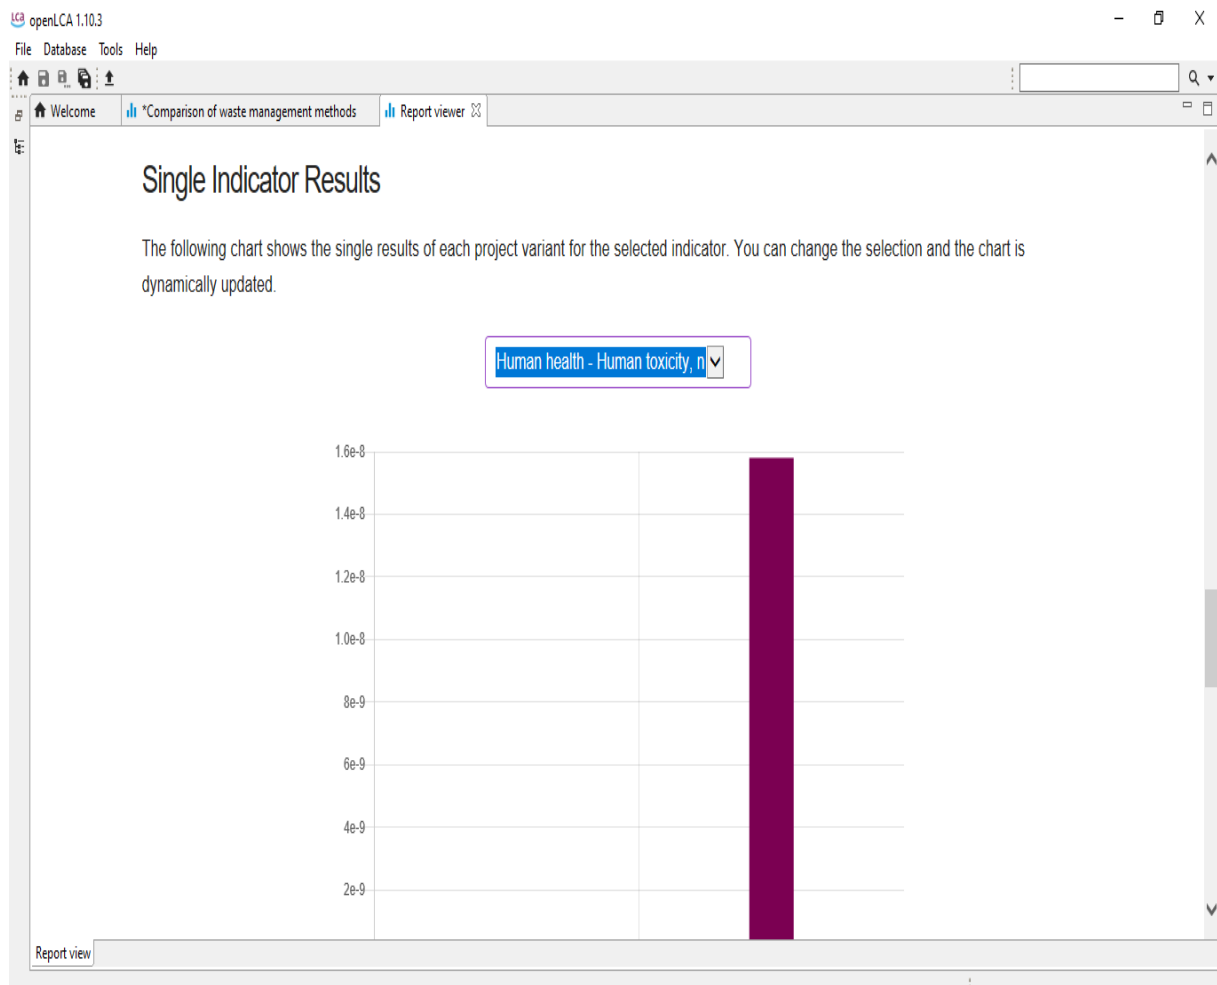 LCa openLCA 1.10.3
File Database Tools Help
Welcome *Comparison of waste management methods Report viewer
Single Indicator Results
The following chart shows the single results of each project variant for the selected indicator. You can change the selection and the chart is
dynamically updated.
Human health - Human toxicity, n
1.6e-8
1.4e-8
1.2e-8
1.0e-8
8e-9
6e-9
4e-9
2e-9
Report view